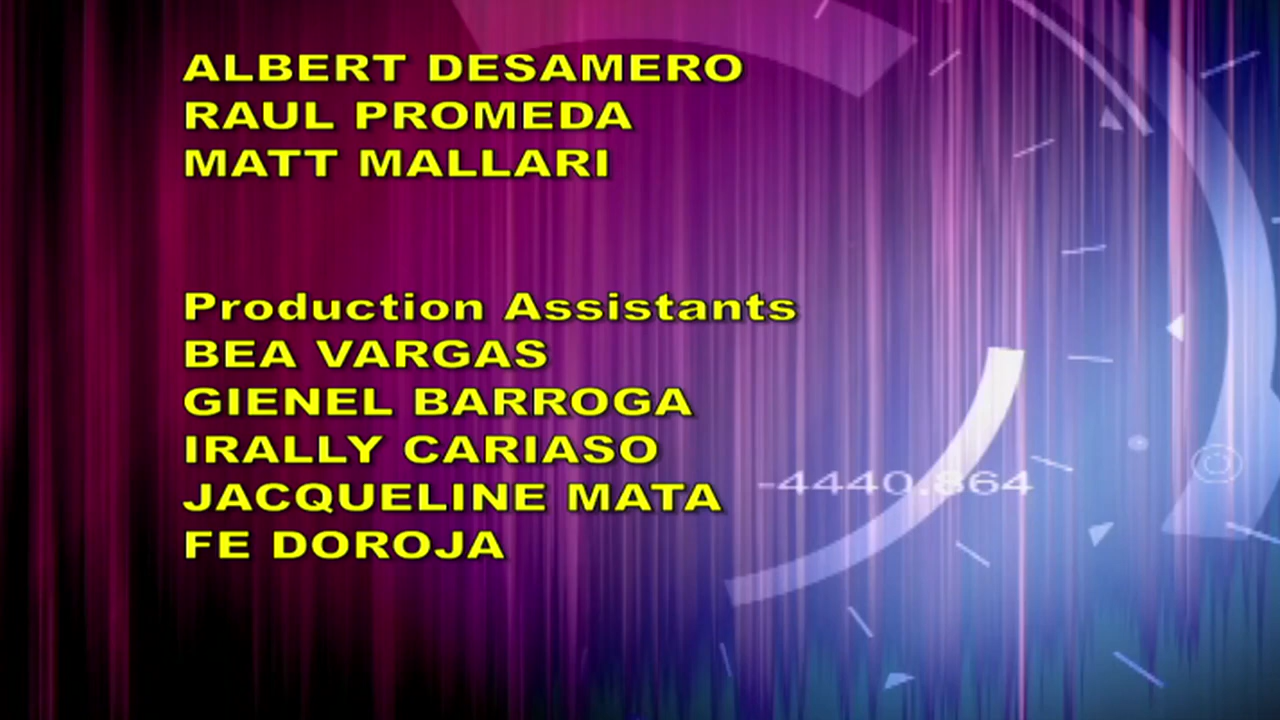 ALBERT DESAMERO
RAUL PROMEDA
MATT MALLARI
Production Assistants
BEA VARGAS
GIENEL BARROGA
IRALLY CARIASO
JACQUELINE MATA
FE DOROJA
-4440.864